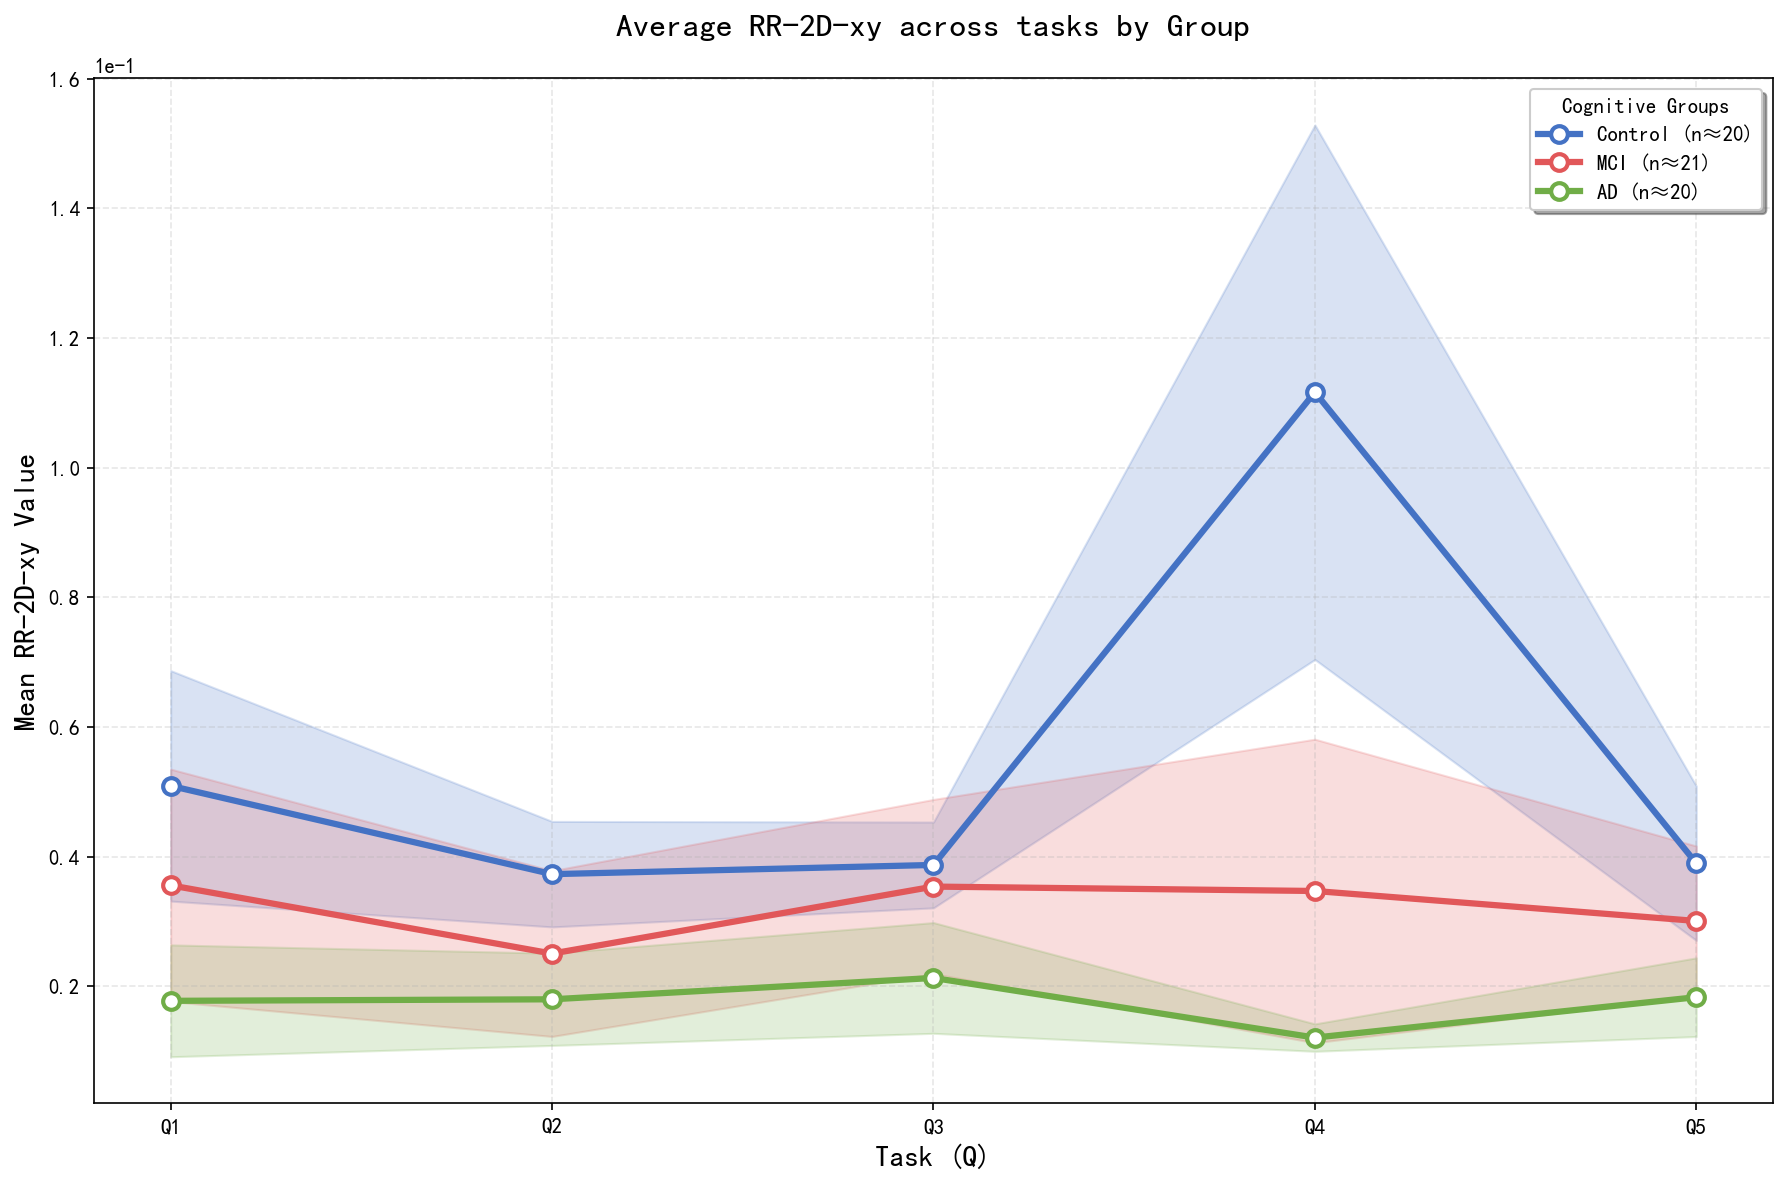 Average RR-2D-xy across tasks by Group
1e-1
1.6
1.4
1.2
1.0
0.8
0.6
0.4
0.2
Mean RR-2D-xy Value
Cognitive Groups
Control (n≈20)
MCI (n≈21)
AD (n≈20)
Q1 Q2 Q3 Q4 Q5
Task (Q)